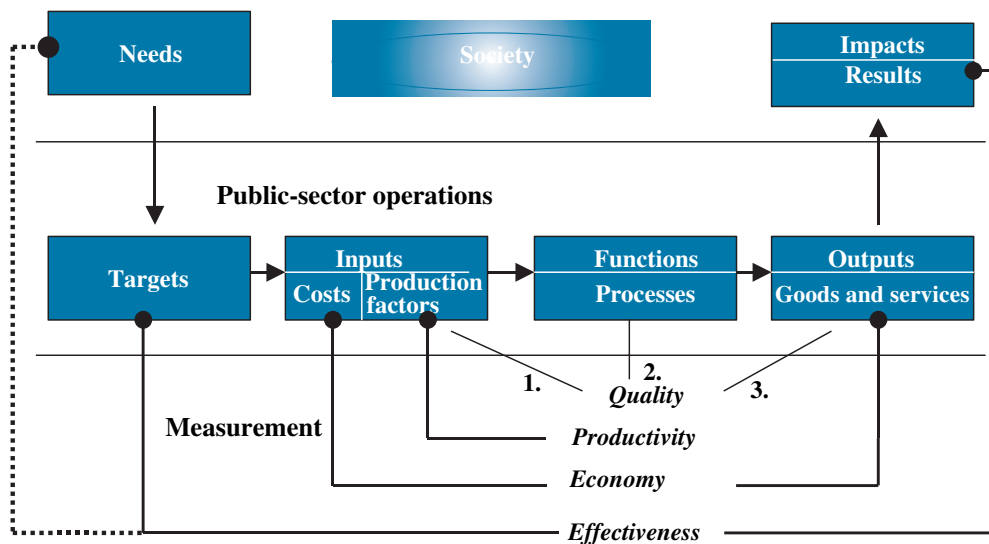 Needs
Society
Impacts
Results
Public-sector operations
Targets
Inputs
Costs
Production
factors
Functions
Processes
Outputs
Goods and services
1.
2.
3.
Quality
Measurement
Productivity
Economy
Effectiveness